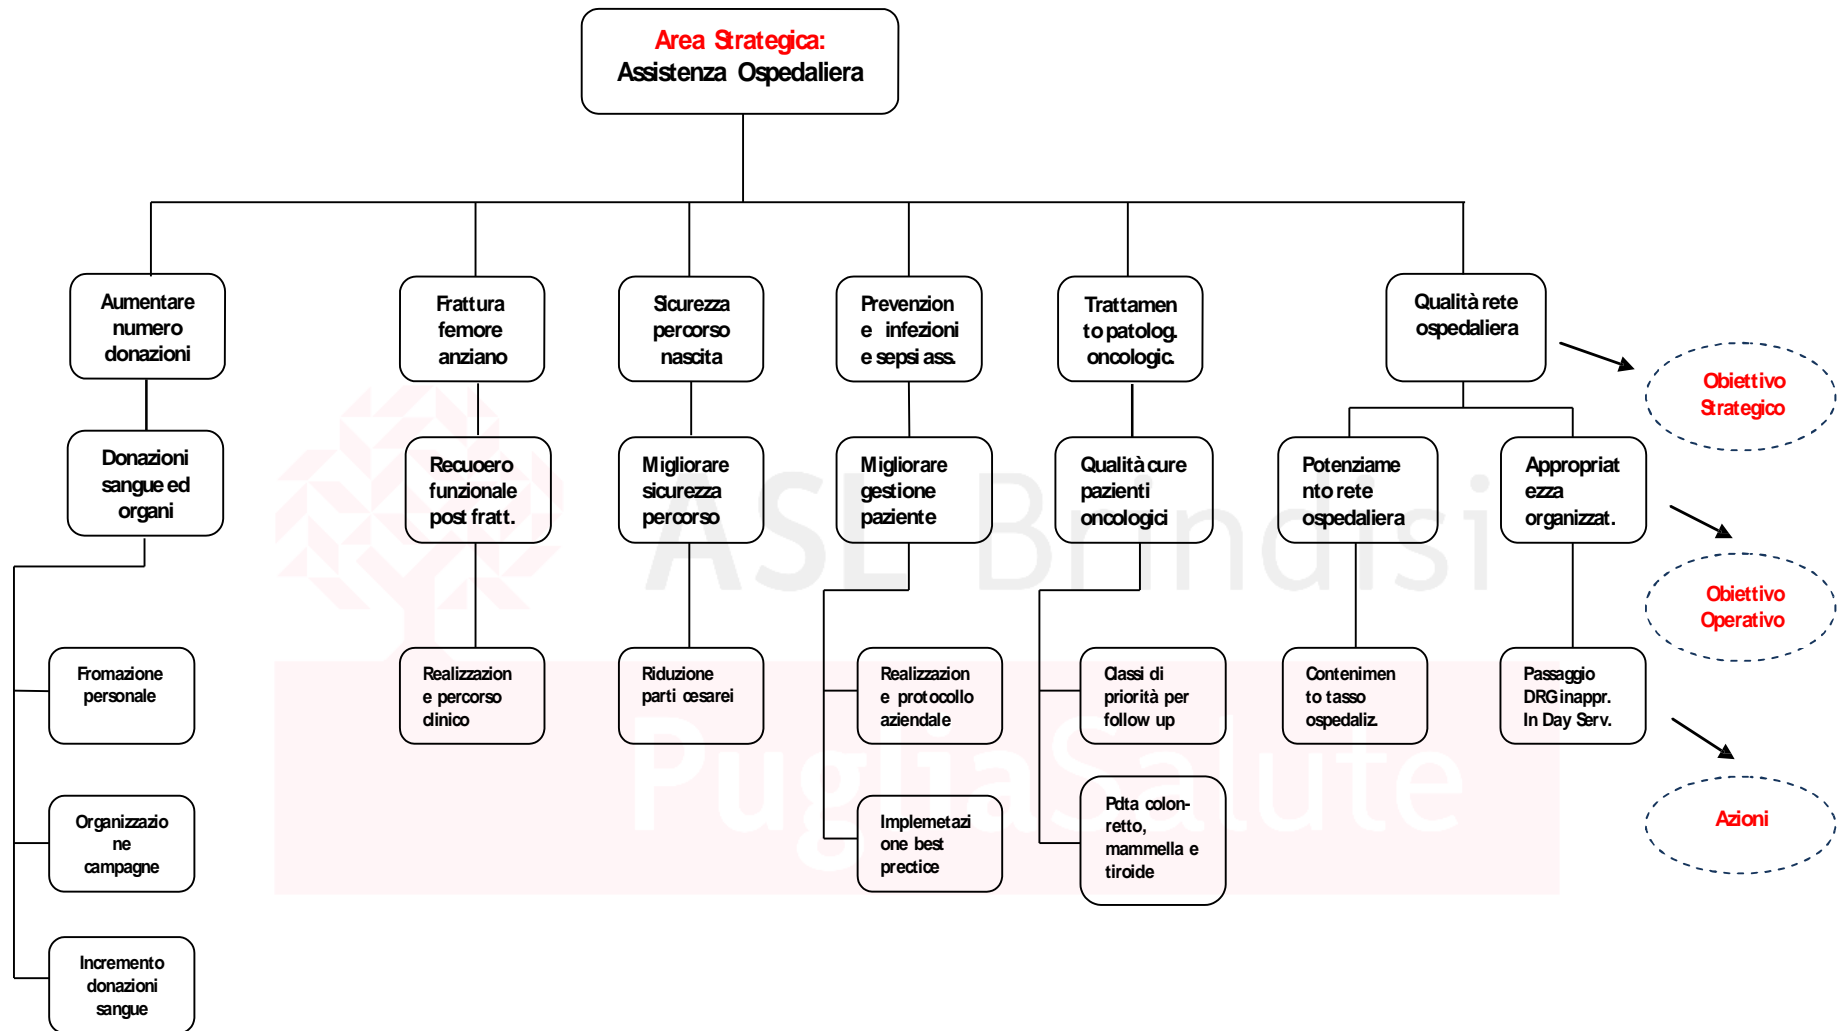 Area Strategica:
Assistenza Ospedaliera
Aumentare
numero
donazioni
Frattura
femore
anziano
Sicurezza
percorso
nascita
Prevenzion
e infezioni
e sepsi ass.
Trattamen
to patolog.
oncologic.
Qualità rete
ospedaliera
Obiettivo
Strategico
Donazioni
sangue ed
organi
Recuoero
funzionale
post fratt.
Migliorare
sicurezza
percorso
Migliorare
gestione
paziente
Qualità cure
pazienti
oncologici
Potenziame
nto rete
ospedaliera
Appropriat
ezza
organizzat.
Obiettivo
Operativo
ASL Brindisi
Fromazione
personale
Realizzazion
e percorso
clinico
Riduzione
parti cesarei
Realizzazion
e protocollo
aziendale
Classi di
priorità per
follow up
Contenimen
to tasso
ospedaliz.
Passaggio
DRG inappr.
In Day Serv.
Azioni
PugliaSalute
Organizzazio
ne
campagne
Implemetazi
one best
prectice
Pdta colon-
retto,
mammella e
tiroide
Incremento
donazioni
sangue